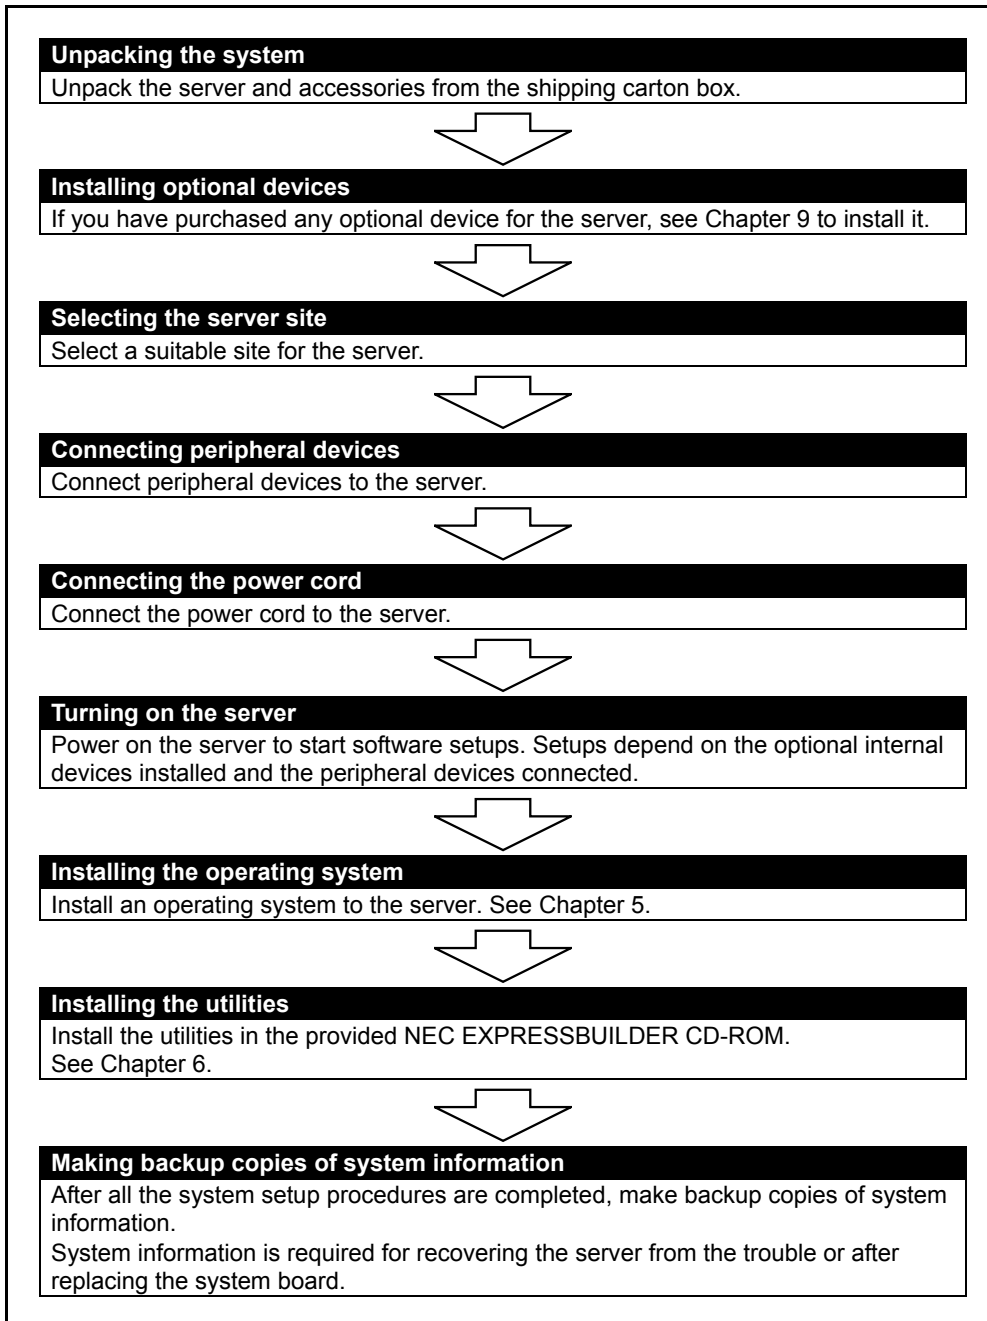 Unpacking the system
Unpack the server and accessories from the shipping carton box.
Installing optional devices
If you have purchased any optional device for the server, see Chapter 9 to install it.
Selecting the server site
Select a suitable site for the server.
Connecting peripheral devices
Connect peripheral devices to the server.
Connecting the power cord
Connect the power cord to the server.
Turning on the server
Power on the server to start software setups. Setups depend on the optional internal
devices installed and the peripheral devices connected.
Installing the operating system
Install an operating system to the server. See Chapter 5.
Installing the utilities
Install the utilities in the provided NEC EXPRESSBUILDER CD-ROM.
See Chapter 6.
Making backup copies of system information
After all the system setup procedures are completed, make backup copies of system
information.
System information is required for recovering the server from the trouble or after
replacing the system board.